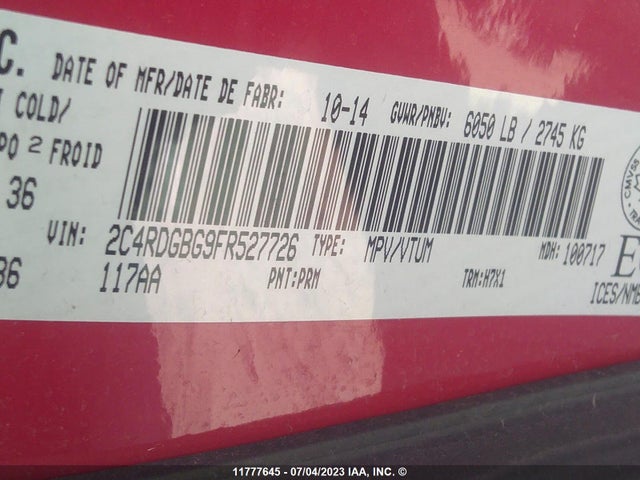 C. DATE OF MFR/DATE DE FABR: 10-14 GVWR/PNBV: 6050 LB / 2745 KG
COLD/
PO 2 FROID
36
VIN: 2C4RDGBG9FR527726 TYPE: MPV/VTUM MDH: 100717
36 117AA PNT:PRM TRM:H7X1
CMVS
ICES/NMB
11777645 - 07/04/2023 IAA, INC. ©